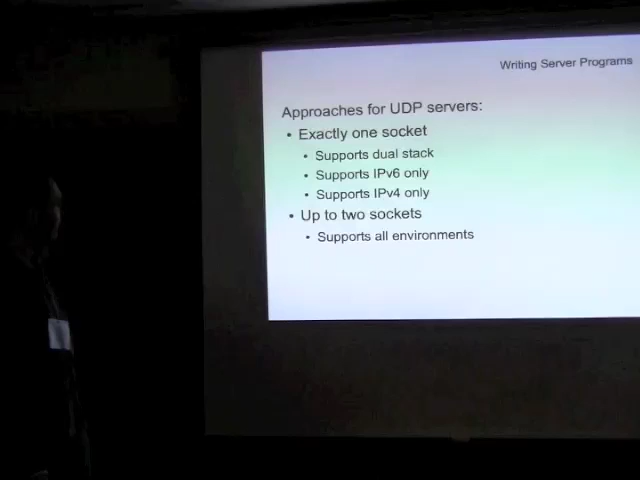 Writing Server Programs
Approaches for UDP servers:
• Exactly one socket
• Supports dual stack
• Supports IPv6 only
• Supports IPv4 only
• Up to two sockets
• Supports all environments